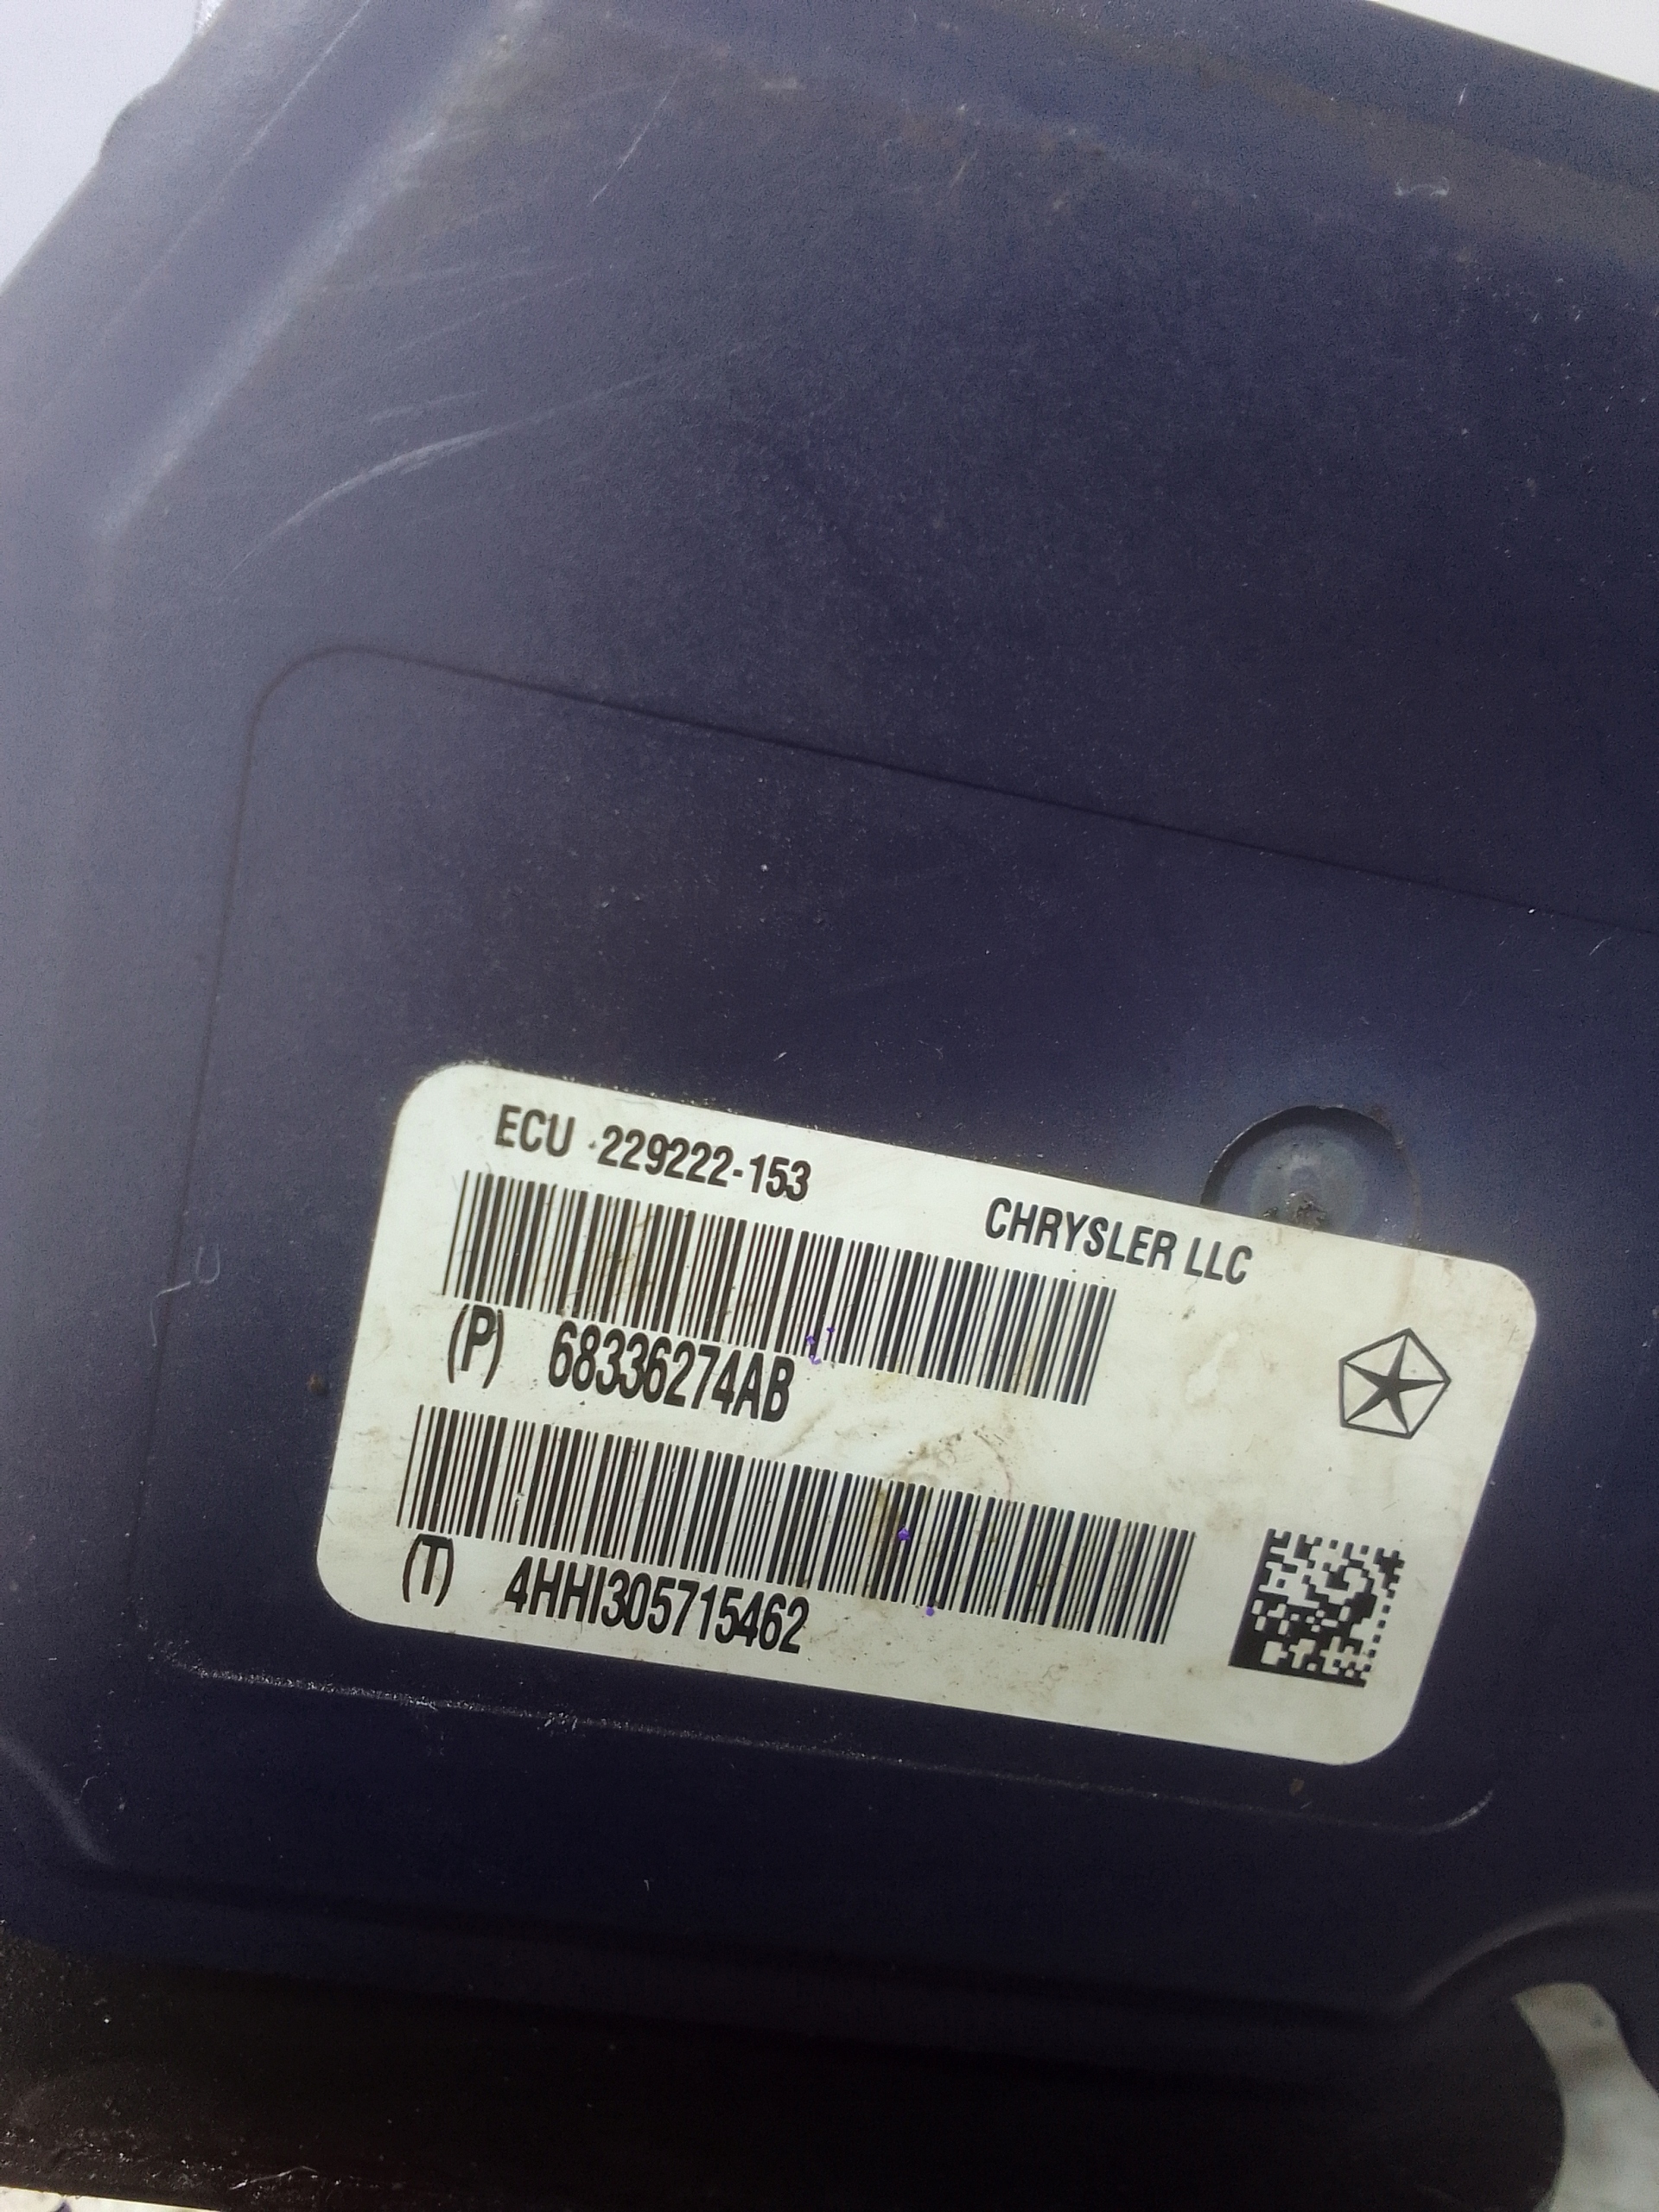 ECU 229222-153
CHRYSLER LLC
(P) 68336274AB
(T) 4HHI305715462